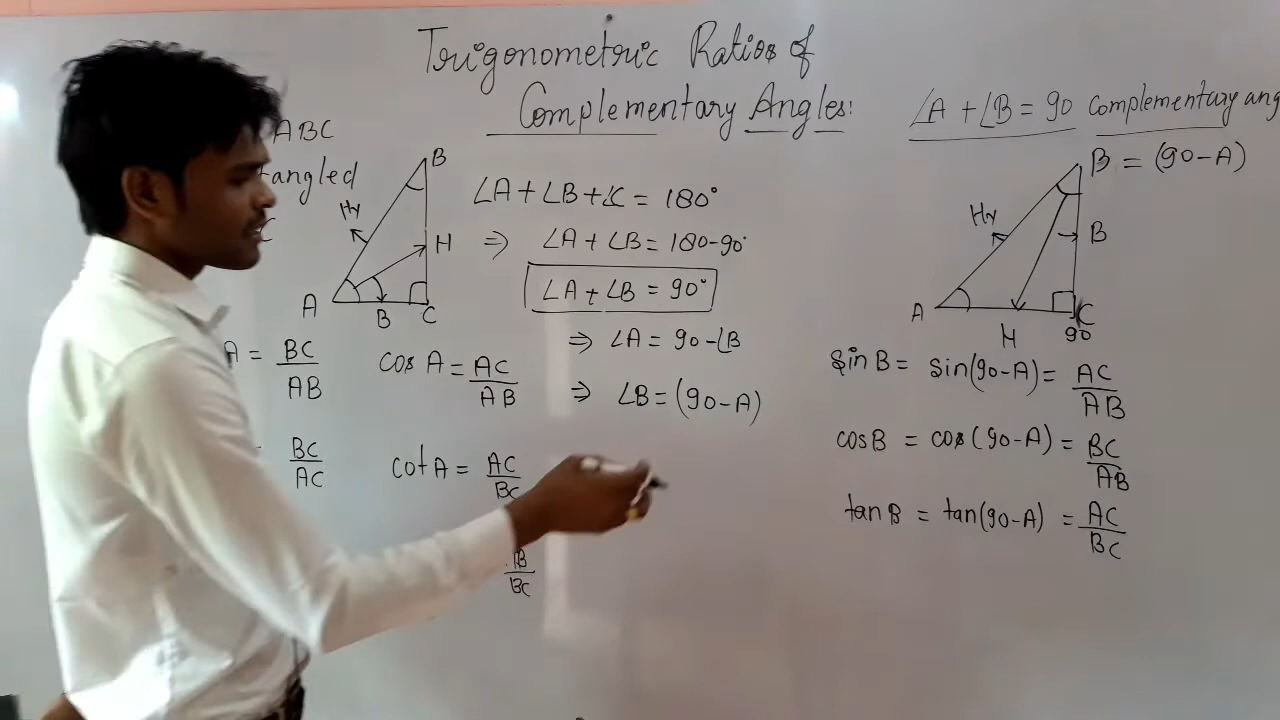 Trigonometric Ratios of
Complementary Angles:
ABC
angled
B
Hy
H
A
B
C
∠A + ∠B + ∠C = 180°
⇒ ∠A + ∠B = 180-90°
∠A + ∠B = 90°
⇒ ∠A = 90-∠B
⇒ ∠B = (90-A)
A = BC/AB
cos A = AC/AB
= BC/AC
cot A = AC/BC
B/BC
∠A + ∠B = 90 complementary ang
B = (90-A)
Hy
B
A
C
H
90
sin B = sin(90-A) = AC/AB
cos B = cos(90-A) = BC/AB
tan B = tan(90-A) = AC/BC